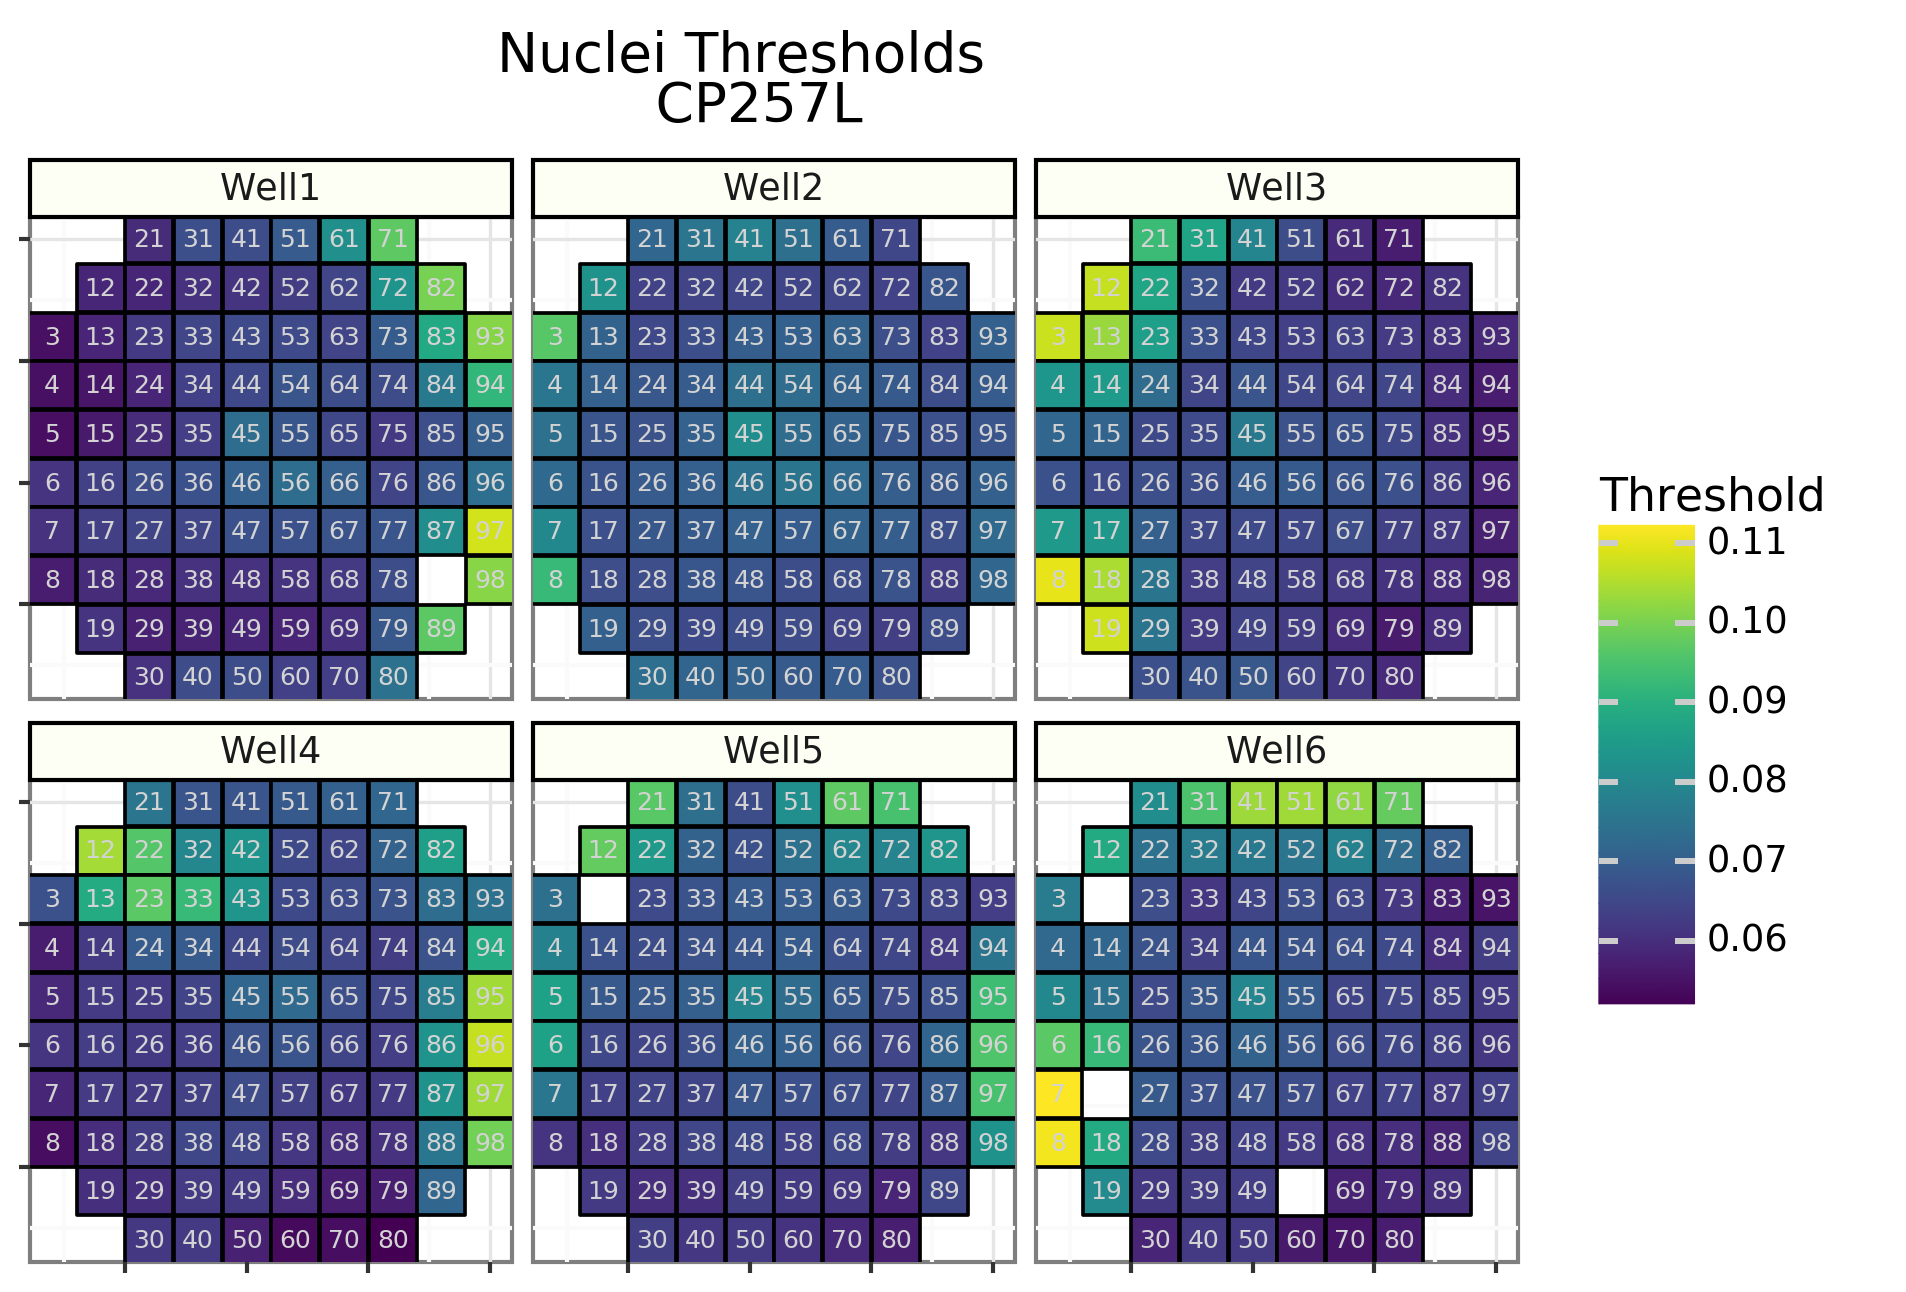 Nuclei Thresholds
CP257L
Well1 Well2 Well3
21 31 41 51 61 71 21 31 41 51 61 71 21 31 41 51 61 71
12 22 32 42 52 62 72 82 12 22 32 42 52 62 72 82 12 22 32 42 52 62 72 82
3 13 23 33 43 53 63 73 83 93 3 13 23 33 43 53 63 73 83 93 3 13 23 33 43 53 63 73 83 93
4 14 24 34 44 54 64 74 84 94 4 14 24 34 44 54 64 74 84 94 4 14 24 34 44 54 64 74 84 94
5 15 25 35 45 55 65 75 85 95 5 15 25 35 45 55 65 75 85 95 5 15 25 35 45 55 65 75 85 95
6 16 26 36 46 56 66 76 86 96 6 16 26 36 46 56 66 76 86 96 6 16 26 36 46 56 66 76 86 96
7 17 27 37 47 57 67 77 87 97 7 17 27 37 47 57 67 77 87 97 7 17 27 37 47 57 67 77 87 97
8 18 28 38 48 58 68 78 98 8 18 28 38 48 58 68 78 88 98 8 18 28 38 48 58 68 78 88 98
19 29 39 49 59 69 79 89 19 29 39 49 59 69 79 89 19 29 39 49 59 69 79 89
30 40 50 60 70 80 30 40 50 60 70 80 30 40 50 60 70 80
Well4 Well5 Well6
21 31 41 51 61 71 21 31 41 51 61 71 21 31 41 51 61 71
12 22 32 42 52 62 72 82 12 22 32 42 52 62 72 82 12 22 32 42 52 62 72 82
3 13 23 33 43 53 63 73 83 93 3 23 33 43 53 63 73 83 93 3 23 33 43 53 63 73 83 93
4 14 24 34 44 54 64 74 84 94 4 14 24 34 44 54 64 74 84 94 4 14 24 34 44 54 64 74 84 94
5 15 25 35 45 55 65 75 85 95 5 15 25 35 45 55 65 75 85 95 5 15 25 35 45 55 65 75 85 95
6 16 26 36 46 56 66 76 86 96 6 16 26 36 46 56 66 76 86 96 6 16 26 36 46 56 66 76 86 96
7 17 27 37 47 57 67 77 87 97 7 17 27 37 47 57 67 77 87 97 7 27 37 47 57 67 77 87 97
8 18 28 38 48 58 68 78 88 98 8 18 28 38 48 58 68 78 88 98 8 18 28 38 48 58 68 78 88 98
19 29 39 49 59 69 79 89 19 29 39 49 59 69 79 89 19 29 39 49 69 79 89
30 40 50 60 70 80 30 40 50 60 70 80 30 40 50 60 70 80
Threshold
0.11
0.10
0.09
0.08
0.07
0.06